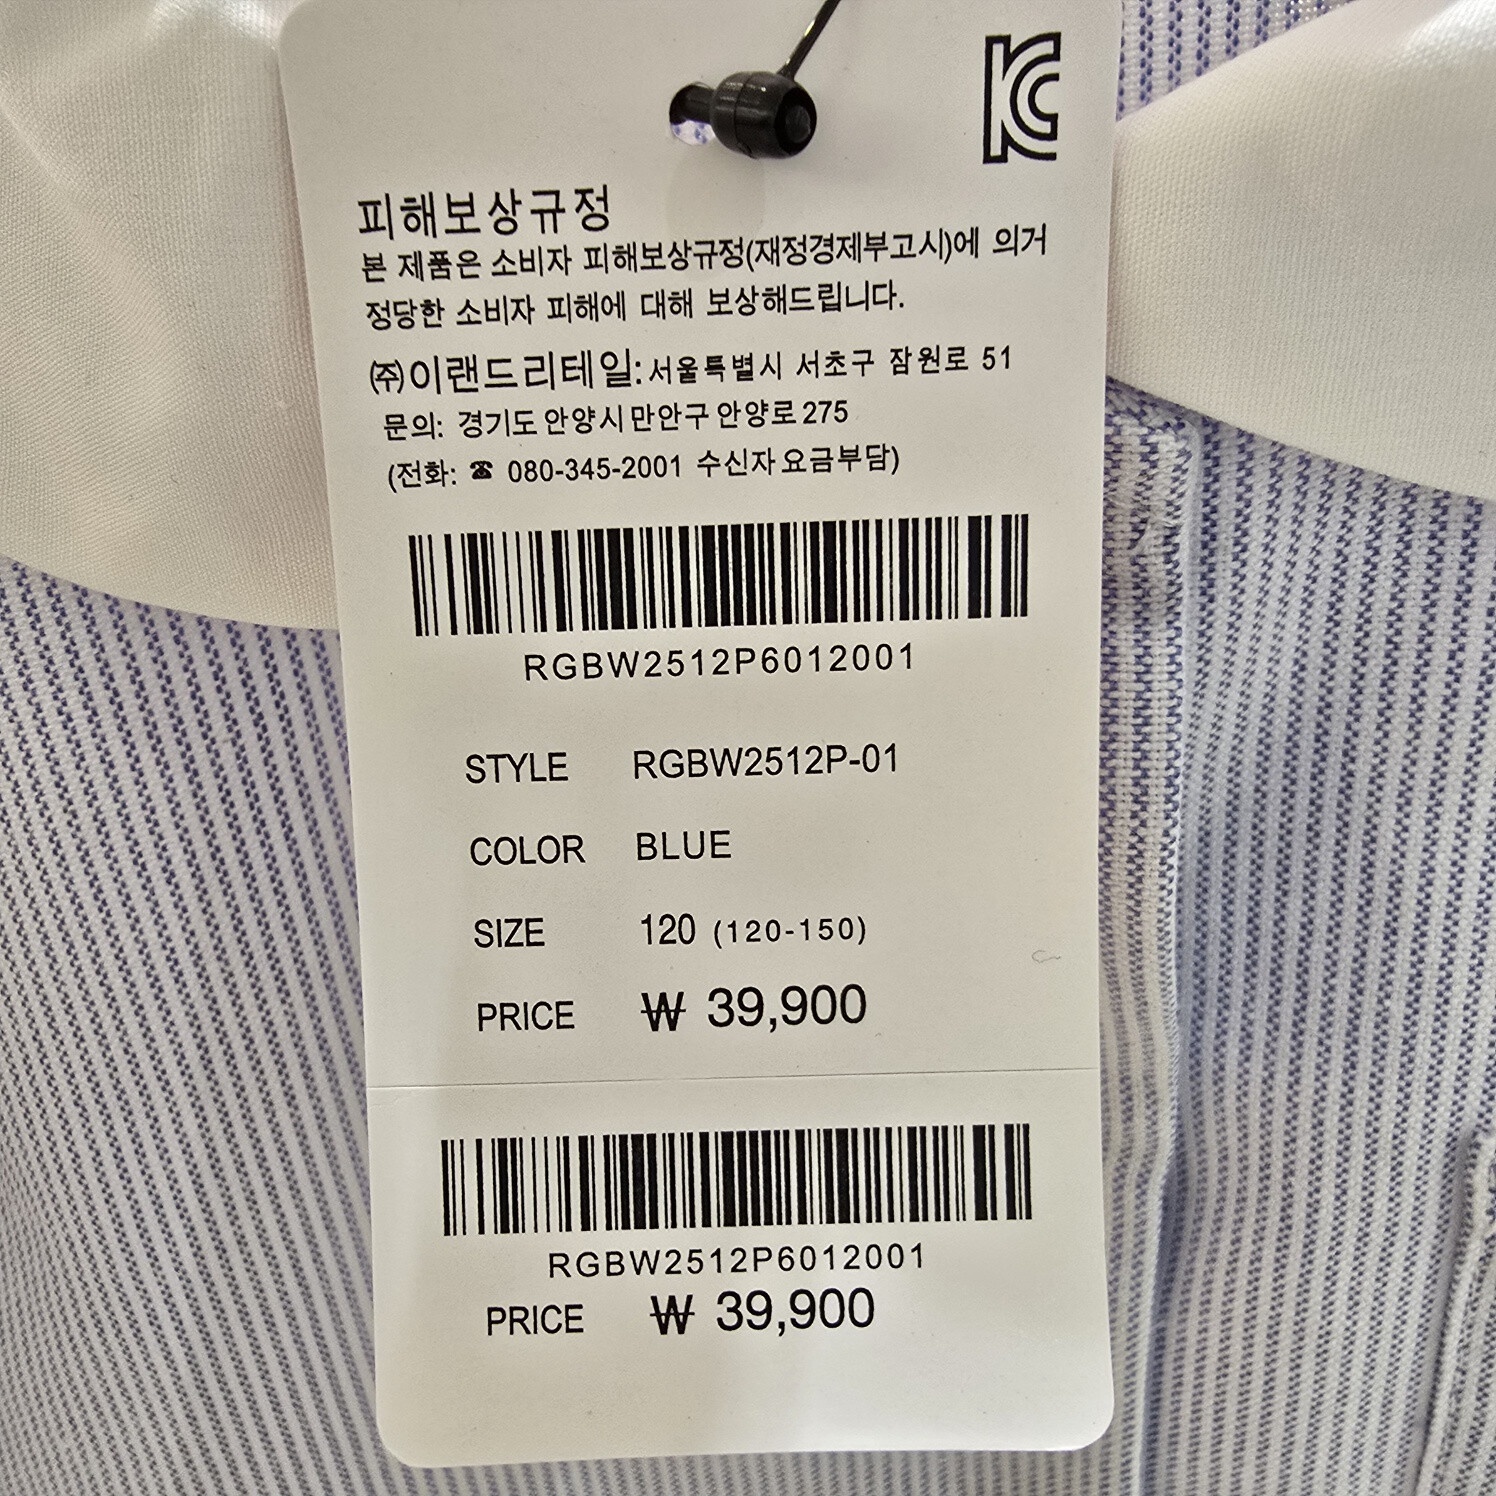 KC
피해보상규정
본 제품은 소비자 피해보상규정(재정경제부고시)에 의거
정당한 소비자 피해에 대해 보상해드립니다.
㈜이랜드리테일:서울특별시 서초구 잠원로 51
문의: 경기도 안양시 만안구 안양로 275
(전화: ☎ 080-345-2001 수신자 요금부담)
RGBW2512P6012001
STYLE RGBW2512P-01
COLOR BLUE
SIZE 120 (120-150)
PRICE ₩ 39,900
RGBW2512P6012001
PRICE ₩ 39,900